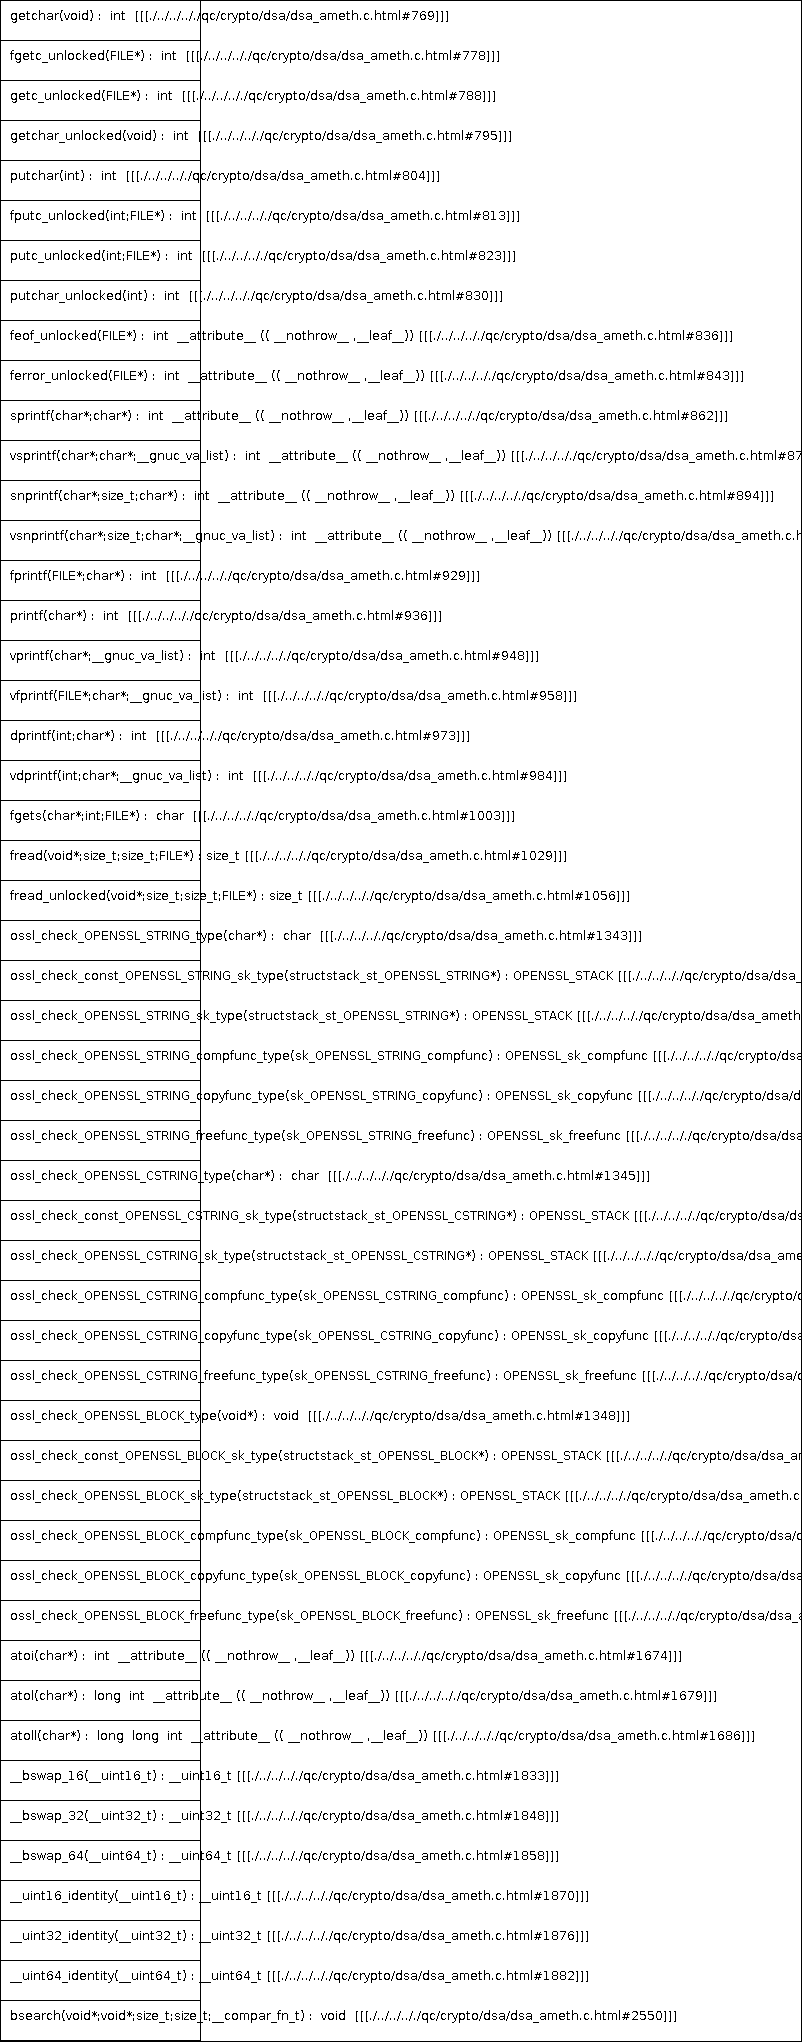 getchar(void) :  int  [[[./../../.././qc/crypto/dsa/dsa_ameth.c.html#769]]]
fgetc_unlocked(FILE*) :  int  [[[./../../.././qc/crypto/dsa/dsa_ameth.c.html#778]]]
getc_unlocked(FILE*) :  int  [[[./../../.././qc/crypto/dsa/dsa_ameth.c.html#788]]]
getchar_unlocked(void) :  int  [[[./../../.././qc/crypto/dsa/dsa_ameth.c.html#795]]]
putchar(int) :  int  [[[./../../.././qc/crypto/dsa/dsa_ameth.c.html#804]]]
fputc_unlocked(int;FILE*) :  int  [[[./../../.././qc/crypto/dsa/dsa_ameth.c.html#813]]]
putc_unlocked(int;FILE*) :  int  [[[./../../.././qc/crypto/dsa/dsa_ameth.c.html#823]]]
putchar_unlocked(int) :  int  [[[./../../.././qc/crypto/dsa/dsa_ameth.c.html#830]]]
feof_unlocked(FILE*) :  int  __attribute__ (( __nothrow__ ,__leaf__)) [[[./../../.././qc/crypto/dsa/dsa_ameth.c.html#836]]]
ferror_unlocked(FILE*) :  int  __attribute__ (( __nothrow__ ,__leaf__)) [[[./../../.././qc/crypto/dsa/dsa_ameth.c.html#843]]]
sprintf(char*;char*) :  int  __attribute__ (( __nothrow__ ,__leaf__)) [[[./../../.././qc/crypto/dsa/dsa_ameth.c.html#862]]]
vsprintf(char*;char*;__gnuc_va_list) :  int  __attribute__ (( __nothrow__ ,__leaf__)) [[[./../../.././qc/crypto/dsa/dsa_ameth.c.html#87
snprintf(char*;size_t;char*) :  int  __attribute__ (( __nothrow__ ,__leaf__)) [[[./../../.././qc/crypto/dsa/dsa_ameth.c.html#894]]]
vsnprintf(char*;size_t;char*;__gnuc_va_list) :  int  __attribute__ (( __nothrow__ ,__leaf__)) [[[./../../.././qc/crypto/dsa/dsa_ameth.c.h
fprintf(FILE*;char*) :  int  [[[./../../.././qc/crypto/dsa/dsa_ameth.c.html#929]]]
printf(char*) :  int  [[[./../../.././qc/crypto/dsa/dsa_ameth.c.html#936]]]
vprintf(char*;__gnuc_va_list) :  int  [[[./../../.././qc/crypto/dsa/dsa_ameth.c.html#948]]]
vfprintf(FILE*;char*;__gnuc_va_list) :  int  [[[./../../.././qc/crypto/dsa/dsa_ameth.c.html#958]]]
dprintf(int;char*) :  int  [[[./../../.././qc/crypto/dsa/dsa_ameth.c.html#973]]]
vdprintf(int;char*;__gnuc_va_list) :  int  [[[./../../.././qc/crypto/dsa/dsa_ameth.c.html#984]]]
fgets(char*;int;FILE*) :  char  [[[./../../.././qc/crypto/dsa/dsa_ameth.c.html#1003]]]
fread(void*;size_t;size_t;FILE*) : size_t [[[./../../.././qc/crypto/dsa/dsa_ameth.c.html#1029]]]
fread_unlocked(void*;size_t;size_t;FILE*) : size_t [[[./../../.././qc/crypto/dsa/dsa_ameth.c.html#1056]]]
ossl_check_OPENSSL_STRING_type(char*) :  char  [[[./../../.././qc/crypto/dsa/dsa_ameth.c.html#1343]]]
ossl_check_const_OPENSSL_STRING_sk_type(structstack_st_OPENSSL_STRING*) : OPENSSL_STACK [[[./../../.././qc/crypto/dsa/dsa_
ossl_check_OPENSSL_STRING_sk_type(structstack_st_OPENSSL_STRING*) : OPENSSL_STACK [[[./../../.././qc/crypto/dsa/dsa_ameth
ossl_check_OPENSSL_STRING_compfunc_type(sk_OPENSSL_STRING_compfunc) : OPENSSL_sk_compfunc [[[./../../.././qc/crypto/dsa
ossl_check_OPENSSL_STRING_copyfunc_type(sk_OPENSSL_STRING_copyfunc) : OPENSSL_sk_copyfunc [[[./../../.././qc/crypto/dsa/d
ossl_check_OPENSSL_STRING_freefunc_type(sk_OPENSSL_STRING_freefunc) : OPENSSL_sk_freefunc [[[./../../.././qc/crypto/dsa/dsa
ossl_check_OPENSSL_CSTRING_type(char*) :  char  [[[./../../.././qc/crypto/dsa/dsa_ameth.c.html#1345]]]
ossl_check_const_OPENSSL_CSTRING_sk_type(structstack_st_OPENSSL_CSTRING*) : OPENSSL_STACK [[[./../../.././qc/crypto/dsa/ds
ossl_check_OPENSSL_CSTRING_sk_type(structstack_st_OPENSSL_CSTRING*) : OPENSSL_STACK [[[./../../.././qc/crypto/dsa/dsa_ame
ossl_check_OPENSSL_CSTRING_compfunc_type(sk_OPENSSL_CSTRING_compfunc) : OPENSSL_sk_compfunc [[[./../../.././qc/crypto/d
ossl_check_OPENSSL_CSTRING_copyfunc_type(sk_OPENSSL_CSTRING_copyfunc) : OPENSSL_sk_copyfunc [[[./../../.././qc/crypto/dsa
ossl_check_OPENSSL_CSTRING_freefunc_type(sk_OPENSSL_CSTRING_freefunc) : OPENSSL_sk_freefunc [[[./../../.././qc/crypto/dsa/d
ossl_check_OPENSSL_BLOCK_type(void*) :  void  [[[./../../.././qc/crypto/dsa/dsa_ameth.c.html#1348]]]
ossl_check_const_OPENSSL_BLOCK_sk_type(structstack_st_OPENSSL_BLOCK*) : OPENSSL_STACK [[[./../../.././qc/crypto/dsa/dsa_am
ossl_check_OPENSSL_BLOCK_sk_type(structstack_st_OPENSSL_BLOCK*) : OPENSSL_STACK [[[./../../.././qc/crypto/dsa/dsa_ameth.c
ossl_check_OPENSSL_BLOCK_compfunc_type(sk_OPENSSL_BLOCK_compfunc) : OPENSSL_sk_compfunc [[[./../../.././qc/crypto/dsa/d
ossl_check_OPENSSL_BLOCK_copyfunc_type(sk_OPENSSL_BLOCK_copyfunc) : OPENSSL_sk_copyfunc [[[./../../.././qc/crypto/dsa/dsa
ossl_check_OPENSSL_BLOCK_freefunc_type(sk_OPENSSL_BLOCK_freefunc) : OPENSSL_sk_freefunc [[[./../../.././qc/crypto/dsa/dsa_a
atoi(char*) :  int  __attribute__ (( __nothrow__ ,__leaf__)) [[[./../../.././qc/crypto/dsa/dsa_ameth.c.html#1674]]]
atol(char*) :  long  int  __attribute__ (( __nothrow__ ,__leaf__)) [[[./../../.././qc/crypto/dsa/dsa_ameth.c.html#1679]]]
atoll(char*) :  long  long  int  __attribute__ (( __nothrow__ ,__leaf__)) [[[./../../.././qc/crypto/dsa/dsa_ameth.c.html#1686]]]
__bswap_16(__uint16_t) : __uint16_t [[[./../../.././qc/crypto/dsa/dsa_ameth.c.html#1833]]]
__bswap_32(__uint32_t) : __uint32_t [[[./../../.././qc/crypto/dsa/dsa_ameth.c.html#1848]]]
__bswap_64(__uint64_t) : __uint64_t [[[./../../.././qc/crypto/dsa/dsa_ameth.c.html#1858]]]
__uint16_identity(__uint16_t) : __uint16_t [[[./../../.././qc/crypto/dsa/dsa_ameth.c.html#1870]]]
__uint32_identity(__uint32_t) : __uint32_t [[[./../../.././qc/crypto/dsa/dsa_ameth.c.html#1876]]]
__uint64_identity(__uint64_t) : __uint64_t [[[./../../.././qc/crypto/dsa/dsa_ameth.c.html#1882]]]
bsearch(void*;void*;size_t;size_t;__compar_fn_t) :  void  [[[./../../.././qc/crypto/dsa/dsa_ameth.c.html#2550]]]